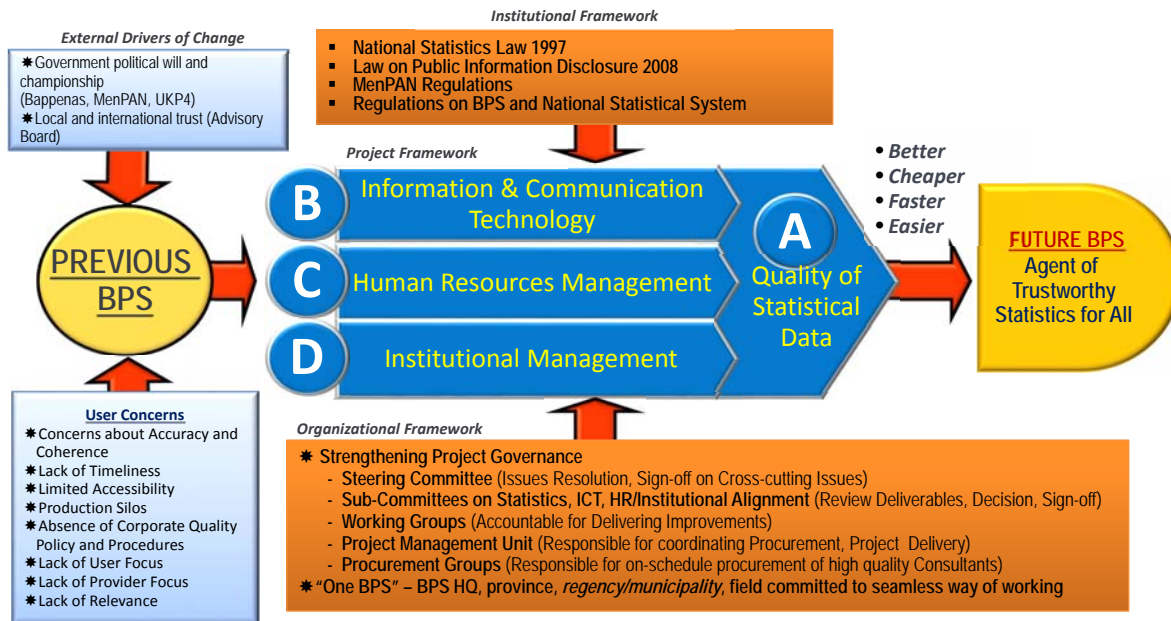 External Drivers of Change
✷Government political will and
championship
(Bappenas, MenPAN, UKP4)
✷Local and international trust (Advisory
Board)
Institutional Framework
▪ National Statistics Law 1997
▪ Law on Public Information Disclosure 2008
▪ MenPAN Regulations
▪ Regulations on BPS and National Statistical System
PREVIOUS
BPS
Project Framework
B
Information & Communication
Technology
C
Human Resources Management
D
Institutional Management
A
Quality of
Statistical
Data
• Better
• Cheaper
• Faster
• Easier
FUTURE BPS
Agent of
Trustworthy
Statistics for All
User Concerns
✷Concerns about Accuracy and
Coherence
✷Lack of Timeliness
✷Limited Accessibility
✷Production Silos
✷Absence of Corporate Quality
Policy and Procedures
✷Lack of User Focus
✷Lack of Provider Focus
✷Lack of Relevance
Organizational Framework
✷ Strengthening Project Governance
- Steering Committee (Issues Resolution, Sign-off on Cross-cutting Issues)
- Sub-Committees on Statistics, ICT, HR/Institutional Alignment (Review Deliverables, Decision, Sign-off)
- Working Groups (Accountable for Delivering Improvements)
- Project Management Unit (Responsible for coordinating Procurement, Project Delivery)
- Procurement Groups (Responsible for on-schedule procurement of high quality Consultants)
✷"One BPS" – BPS HQ, province, regency/municipality, field committed to seamless way of working